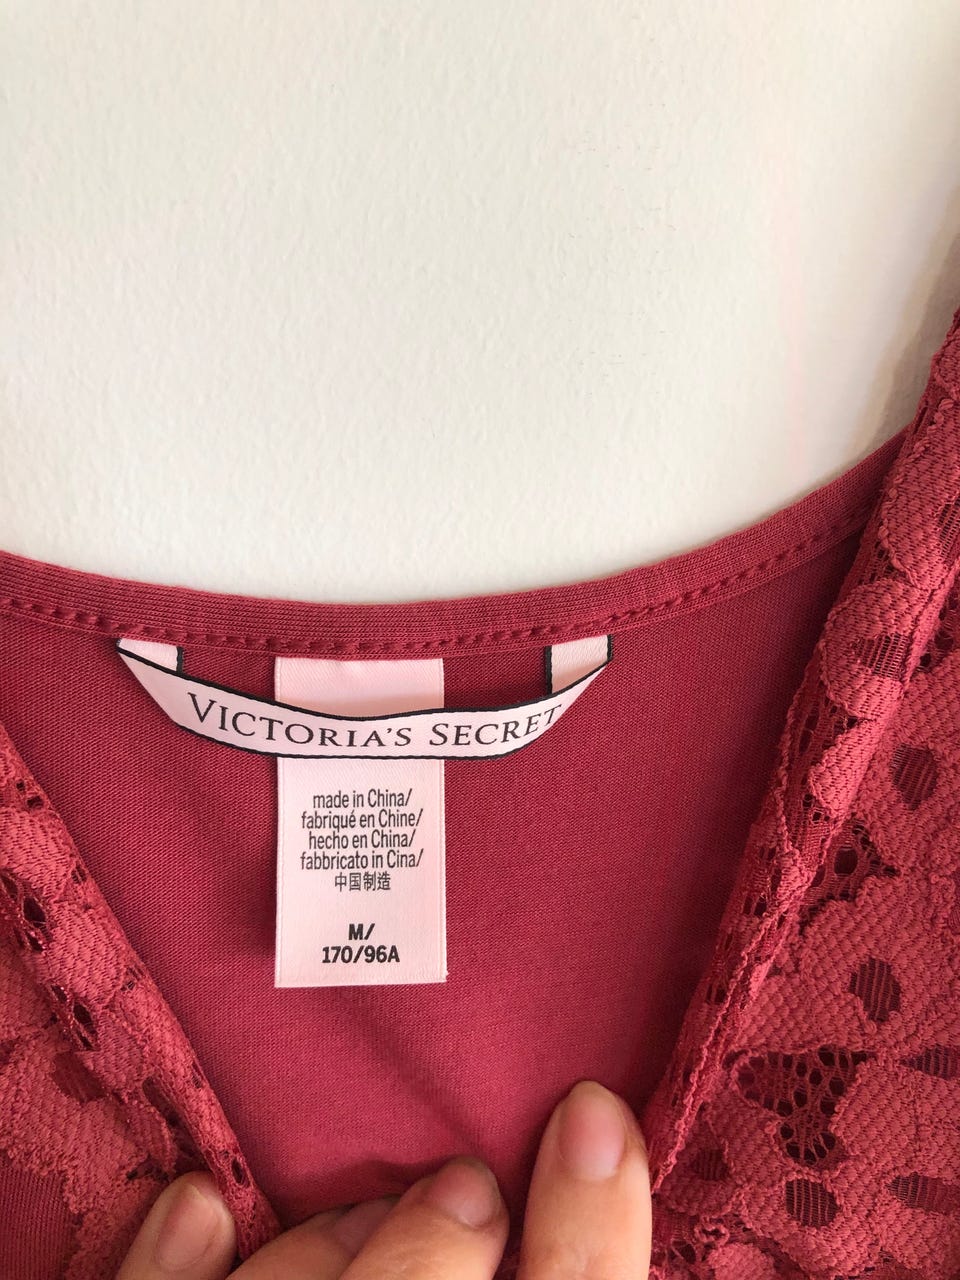 VICTORIA'S SECRET
made in China/
fabriqué en Chine/
hecho en China/
fabbricato in Cina/
中国制造
M/
170/96A